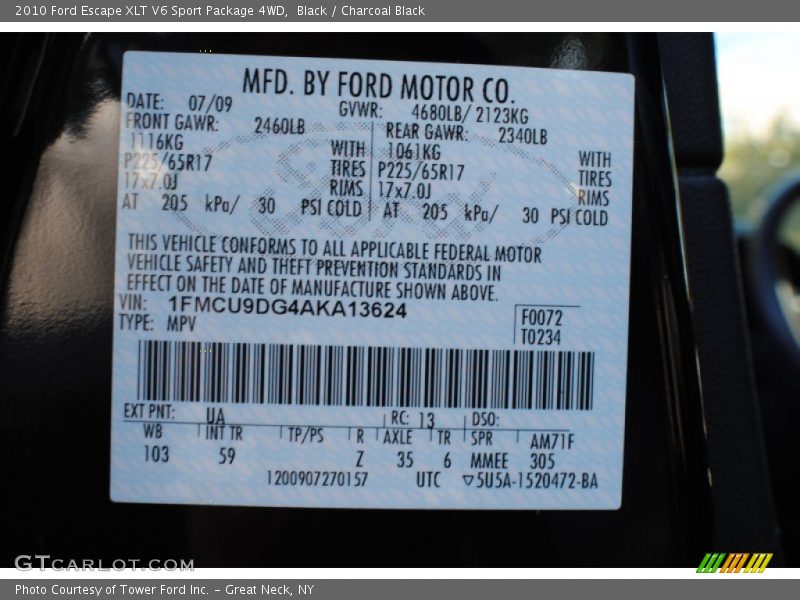 2010 Ford Escape XLT V6 Sport Package 4WD,  Black / Charcoal Black
MFD. BY FORD MOTOR CO.
DATE: 07/09 GVWR: 4680LB/ 2123KG
FRONT GAWR: 2460LB REAR GAWR: 2340LB
1116KG WITH 1061KG WITH
P225/65R17 TIRES P225/65R17 TIRES
17x7.0J RIMS 17x7.0J RIMS
AT 205 kPa/ 30 PSI COLD AT 205 kPa/ 30 PSI COLD
THIS VEHICLE CONFORMS TO ALL APPLICABLE FEDERAL MOTOR
VEHICLE SAFETY AND THEFT PREVENTION STANDARDS IN
EFFECT ON THE DATE OF MANUFACTURE SHOWN ABOVE.
VIN: 1FMCU9DG4AKA13624 F0072
TYPE: MPV T0234
EXT PNT: UA RC: 13 DSO:
WB INT TR TP/PS R AXLE TR SPR AM71F
103 59 Z 35 6 MMEE 305
1200907270157 UTC ▽5U5A-1520472-BA
GTCARLOT.COM
Photo Courtesy of Tower Ford Inc. - Great Neck, NY